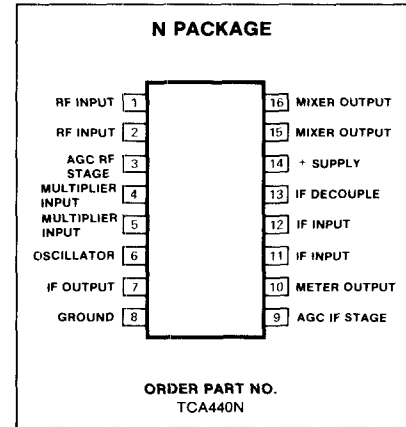 N PACKAGE
RF INPUT 1
RF INPUT 2
AGC RF
STAGE 3
MULTIPLIER
INPUT 4
MULTIPLIER
INPUT 5
OSCILLATOR 6
IF OUTPUT 7
GROUND 8
16 MIXER OUTPUT
15 MIXER OUTPUT
14 + SUPPLY
13 IF DECOUPLE
12 IF INPUT
11 IF INPUT
10 METER OUTPUT
9 AGC IF STAGE
ORDER PART NO.
TCA440N